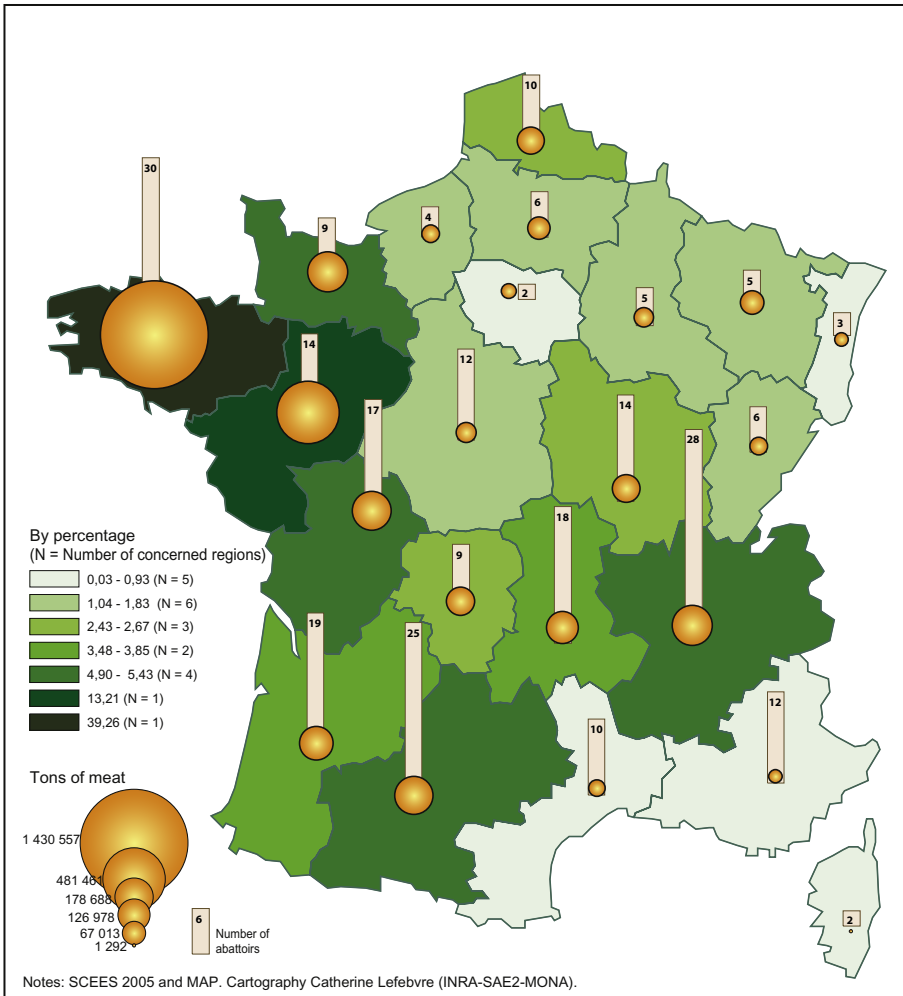 10
30
6
4
9
5
5
2
3
14
12
17
14
6
28
18
9
By percentage
(N = Number of concerned regions)
0,03 - 0,93 (N = 5)
1,04 - 1,83 (N = 6)
2,43 - 2,67 (N = 3)
3,48 - 3,85 (N = 2)
4,90 - 5,43 (N = 4)
13,21 (N = 1)
39,26 (N = 1)
19
25
12
10
Tons of meat
1 430 557
481 461
178 688
126 978
67 013
1 292
6
Number of
abattoirs
2
Notes: SCEES 2005 and MAP. Cartography Catherine Lefebvre (INRA-SAE2-MONA).